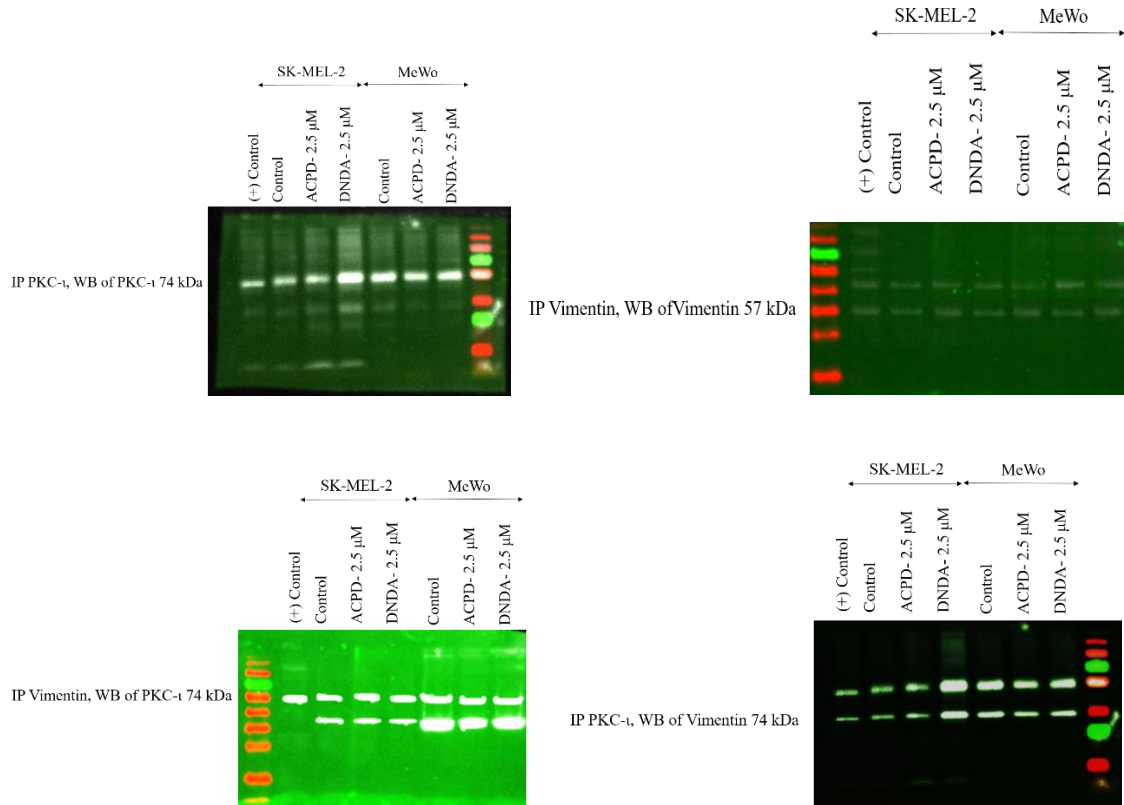 SK-MEL-2 MeWo
(+) Control
Control
ACPD- 2.5 μM
DNDA- 2.5 μM
Control
ACPD- 2.5 μM
DNDA- 2.5 μM
IP PKC-ι, WB of PKC-ι 74 kDa
SK-MEL-2 MeWo
(+) Control
Control
ACPD- 2.5 μM
DNDA- 2.5 μM
Control
ACPD- 2.5 μM
DNDA- 2.5 μM
IP Vimentin, WB ofVimentin 57 kDa
SK-MEL-2 MeWo
(+) Control
Control
ACPD- 2.5 μM
DNDA- 2.5 μM
Control
ACPD- 2.5 μM
DNDA- 2.5 μM
IP Vimentin, WB of PKC-ι 74 kDa
SK-MEL-2 MeWo
(+) Control
Control
ACPD- 2.5 μM
DNDA- 2.5 μM
Control
ACPD- 2.5 μM
DNDA- 2.5 μM
IP PKC-ι, WB of Vimentin 74 kDa